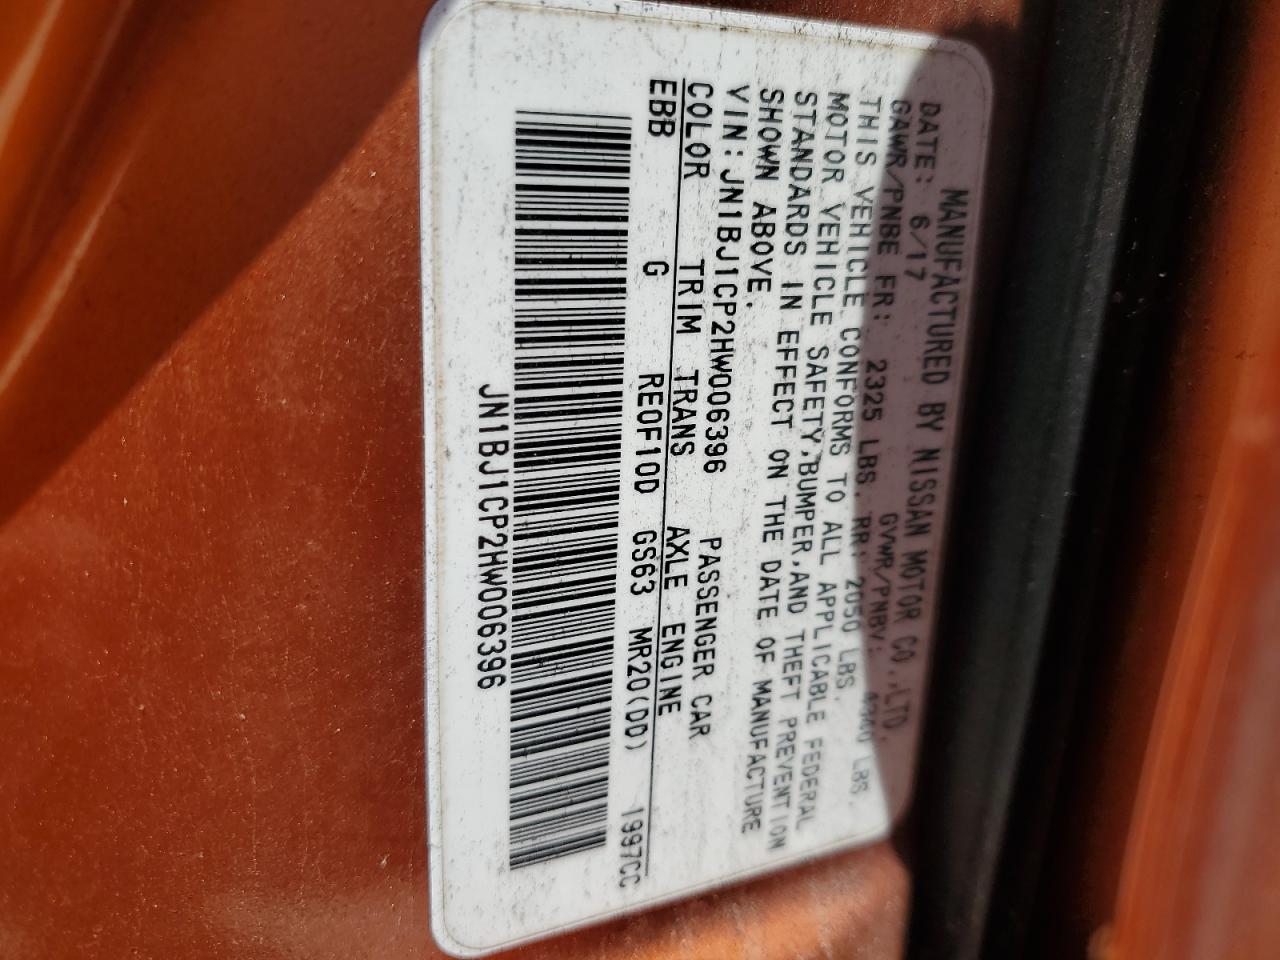 MANUFACTURED BY NISSAN MOTOR CO.,LTD.
DATE: 6/17 GVWR/PNBV: 4340 LBS.
GAWR/PNBE FR: 2325 LBS. RR: 2050 LBS.
THIS VEHICLE CONFORMS TO ALL APPLICABLE FEDERAL
MOTOR VEHICLE SAFETY,BUMPER,AND THEFT PREVENTION
STANDARDS IN EFFECT ON THE DATE OF MANUFACTURE
SHOWN ABOVE.
VIN: JN1BJ1CP2HW006396 PASSENGER CAR
COLOR TRIM TRANS AXLE ENGINE
EBB G RE0F10D GS63 MR20(DD) 1997CC
JN1BJ1CP2HW006396